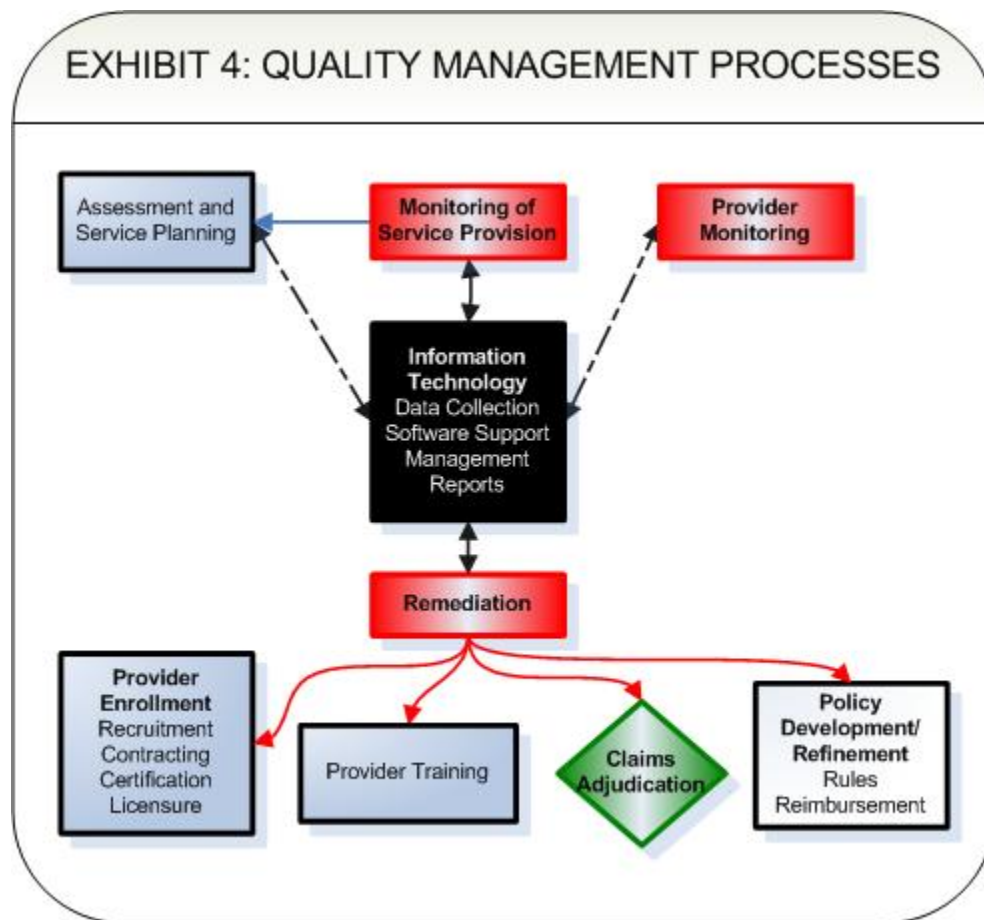 EXHIBIT 4: QUALITY MANAGEMENT PROCESSES
Assessment and
Service Planning
Monitoring of
Service Provision
Provider
Monitoring
Information
Technology
Data Collection
Software Support
Management
Reports
Remediation
Provider
Enrollment
Recruitment
Contracting
Certification
Licensure
Provider Training
Claims
Adjudication
Policy
Development/
Refinement
Rules
Reimbursement